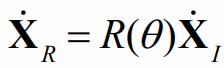 Ẋ_R = R(θ)Ẋ_I